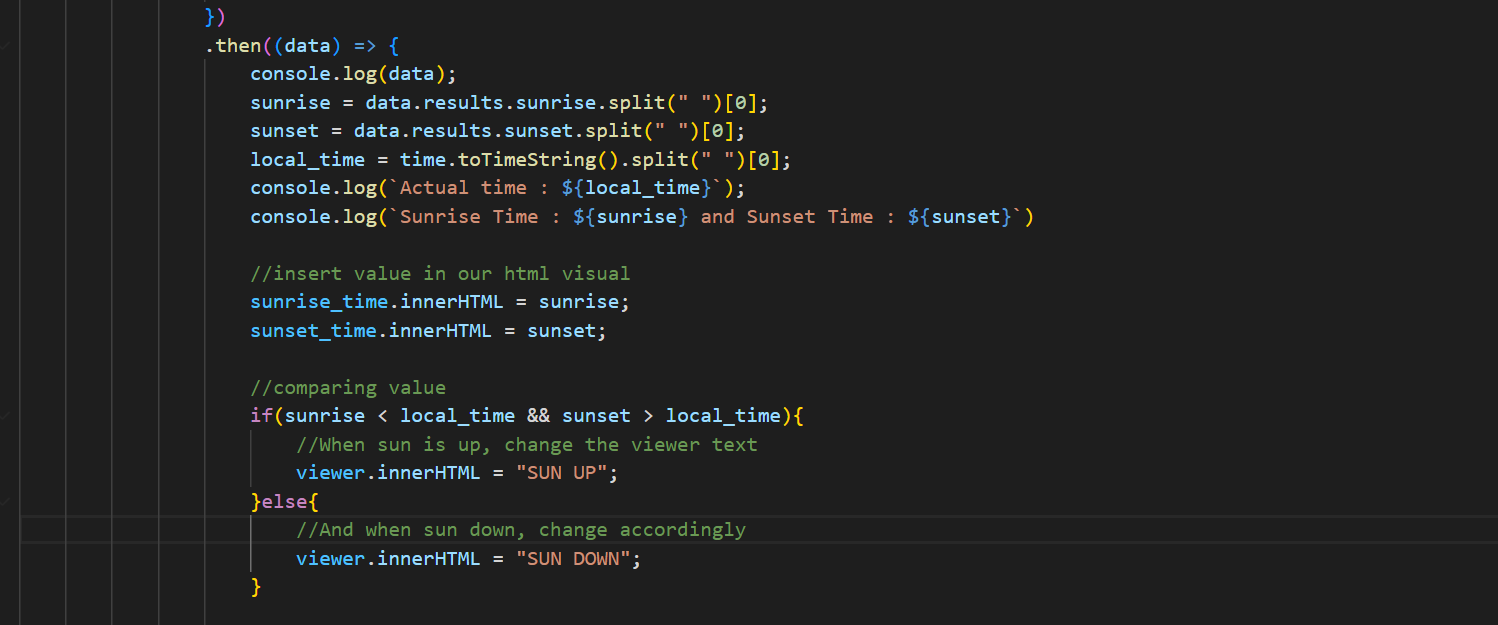 })
.then((data) => {
console.log(data);
sunrise = data.results.sunrise.split(" ")[0];
sunset = data.results.sunset.split(" ")[0];
local_time = time.toTimeString().split(" ")[0];
console.log(`Actual time : ${local_time}`);
console.log(`Sunrise Time : ${sunrise} and Sunset Time : ${sunset}`)
//insert value in our html visual
sunrise_time.innerHTML = sunrise;
sunset_time.innerHTML = sunset;
//comparing value
if(sunrise < local_time && sunset > local_time){
//When sun is up, change the viewer text
viewer.innerHTML = "SUN UP";
}else{
//And when sun down, change accordingly
viewer.innerHTML = "SUN DOWN";
}